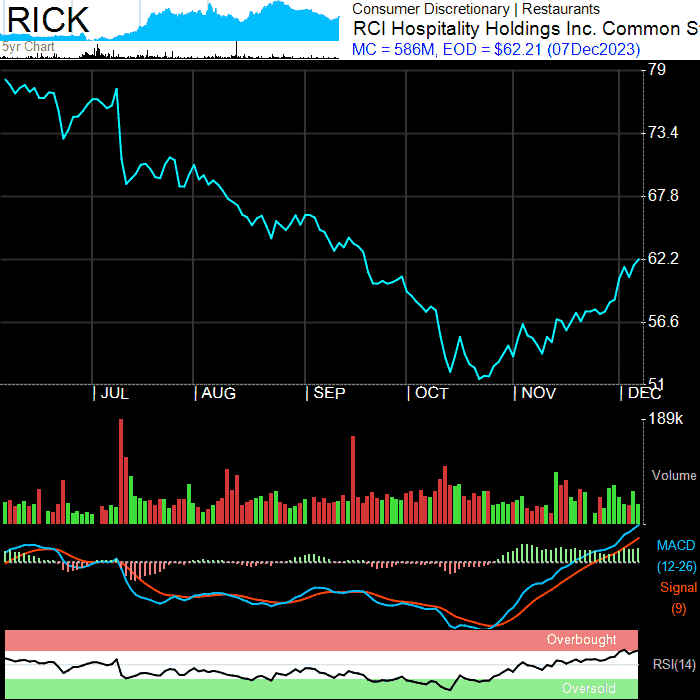 RICK
5yr Chart
Consumer Discretionary | Restaurants
RCI Hospitality Holdings Inc. Common S
MC = 586M, EOD = $62.21 (07Dec2023)
79
73.4
67.8
62.2
56.6
51
| JUL | AUG | SEP | OCT | NOV | DEC
189k
Volume
MACD
(12-26)
Signal
(9)
Overbought
RSI(14)
Oversold